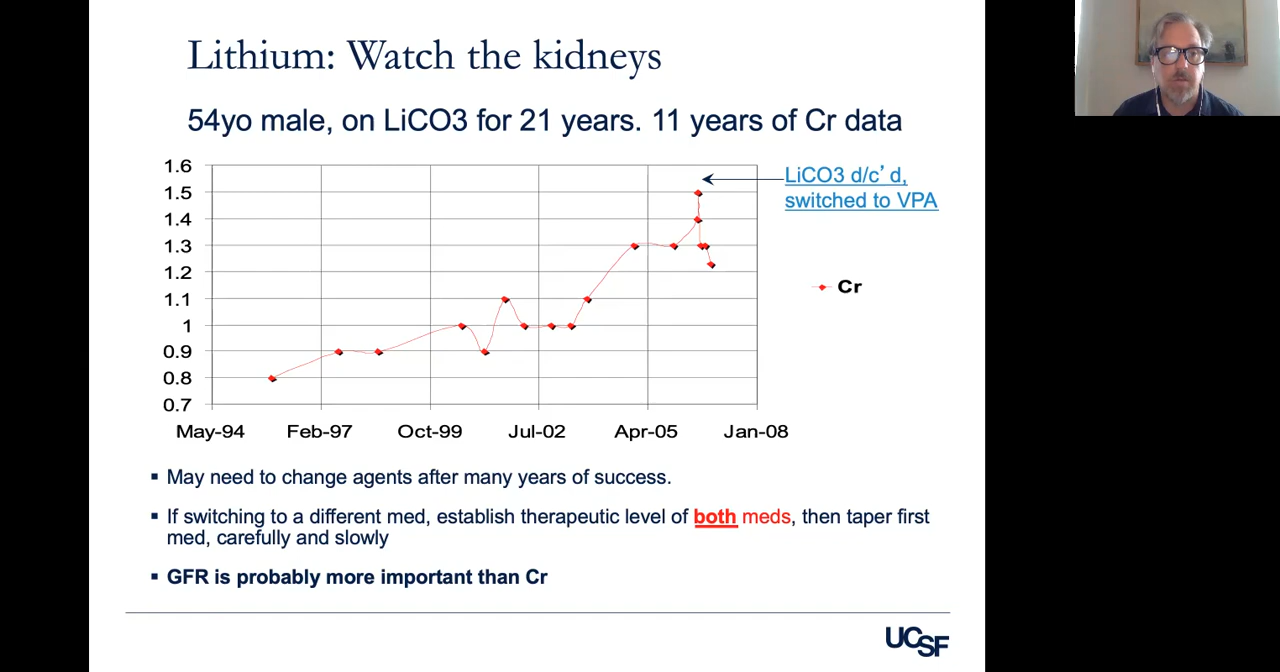 Lithium: Watch the kidneys
54yo male, on LiCO3 for 21 years. 11 years of Cr data
1.6
1.5
1.4
1.3
1.2
1.1
1
0.9
0.8
0.7
May-94 Feb-97 Oct-99 Jul-02 Apr-05 Jan-08
LiCO3 d/c’d,
switched to VPA
Cr
▪ May need to change agents after many years of success.
▪ If switching to a different med, establish therapeutic level of both meds, then taper first
med, carefully and slowly
▪ GFR is probably more important than Cr
UCSF